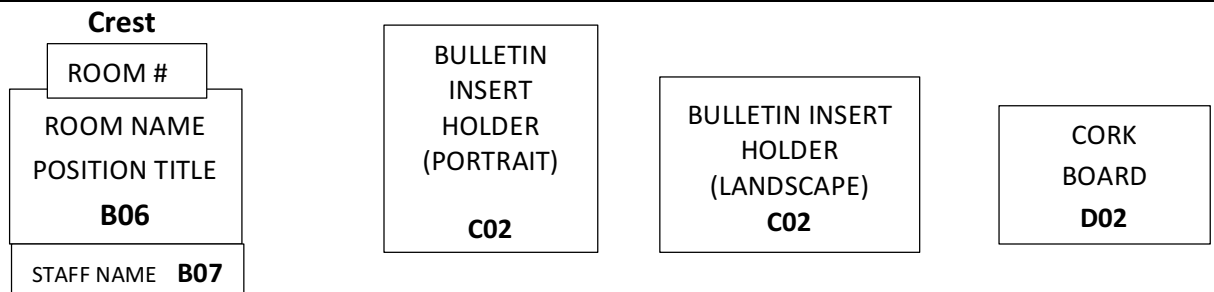 Crest
ROOM #
ROOM NAME
POSITION TITLE
B06
STAFF NAME B07
BULLETIN
INSERT
HOLDER
(PORTRAIT)
C02
BULLETIN INSERT
HOLDER
(LANDSCAPE)
C02
CORK
BOARD
D02